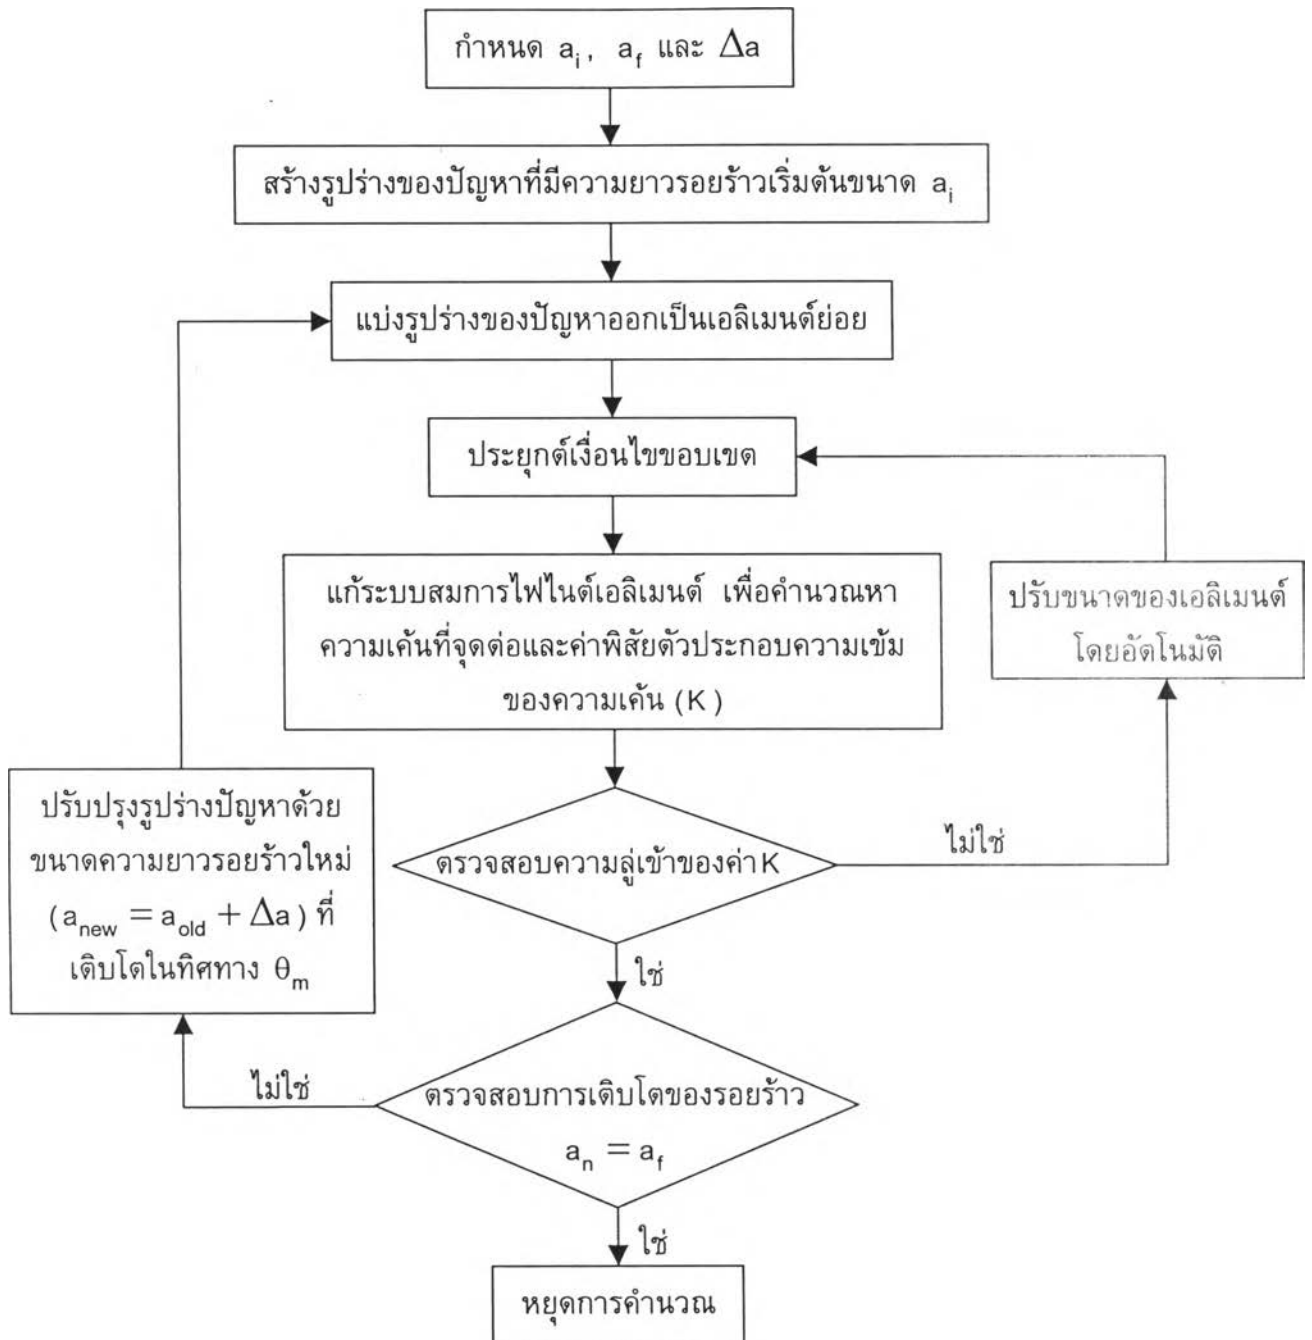 กำหนด a_i, a_f และ Δa
สร้างรูปร่างของปัญหาที่มีความยาวรอยร้าวเริ่มต้นขนาด a_i
แบ่งรูปร่างของปัญหาออกเป็นเอลิเมนต์ย่อย
ประยุกต์เงื่อนไขขอบเขต
แก้ระบบสมการไฟไนต์เอลิเมนต์ เพื่อคำนวณหา
ความเค้นที่จุดต่อและค่าพิสัยตัวประกอบความเข้ม
ของความเค้น (K)
ปรับขนาดของเอลิเมนต์
โดยอัตโนมัติ
ปรับปรุงรูปร่างปัญหาด้วย
ขนาดความยาวรอยร้าวใหม่
(a_new = a_old + Δa) ที่
เติบโตในทิศทาง θ_m
ตรวจสอบความลู่เข้าของค่า K
ไม่ใช่
ใช่
ตรวจสอบการเติบโตของรอยร้าว
a_n = a_f
ไม่ใช่
ใช่
หยุดการคำนวณ